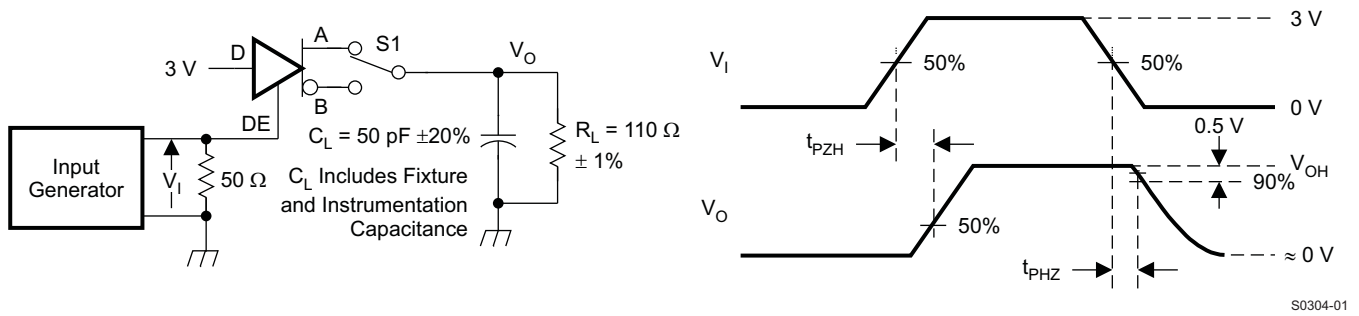 3 V
D
A
S1
B
DE
V_O
Input
Generator
V_I
50 Ω
C_L = 50 pF ±20%
C_L Includes Fixture
and Instrumentation
Capacitance
R_L = 110 Ω
± 1%
V_I
50%
50%
3 V
0 V
t_PZH
0.5 V
V_OH
90%
V_O
50%
t_PHZ
≈ 0 V
S0304-01